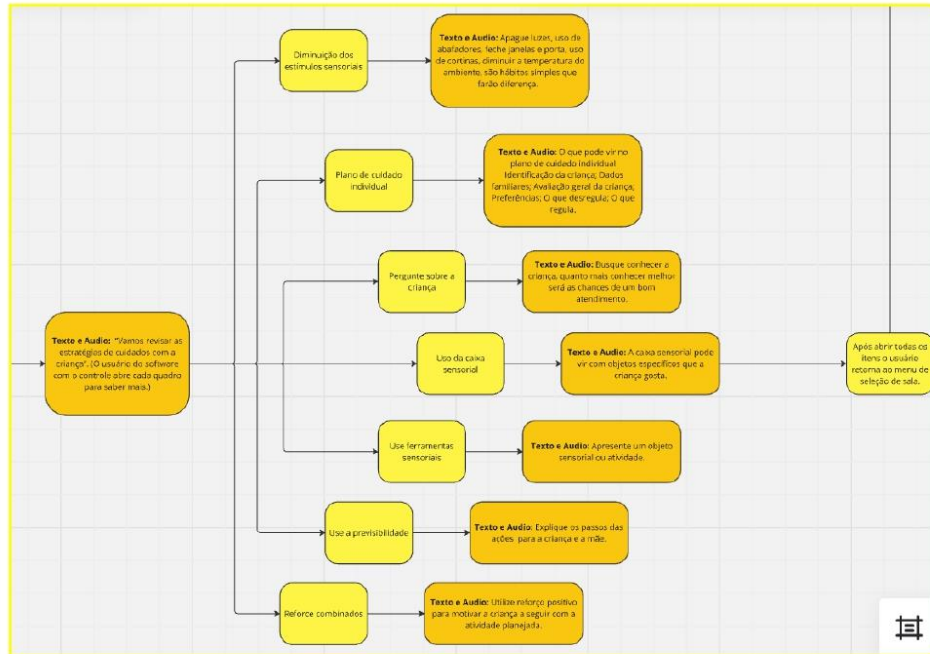 Diminuição dos
estímulos sensoriais
Texto e Audio: Apague luzes, uso de
abafadores, feche janelas e porta, uso
de cortinas, diminuir a temperatura do
ambiente, são hábitos simples que
farão diferença.
Plano de cuidado
individual
Texto e Audio: O que pode vir no
plano de cuidado individual
Identificação da criança; Dados
familiares; Avaliação geral da criança;
Preferências; O que desregula; O que
regula.
Pergunte sobre a
criança
Texto e Audio: Busque conhecer a
criança, quanto mais conhecer melhor
será as chances de um bom
atendimento.
Texto e Audio: "Vamos revisar as
estratégias de cuidados com a
criança". (O usuário do software
com o controle abre cada quadro
para saber mais.)
Uso da caixa
sensorial
Texto e Audio: A caixa sensorial pode
vir com objetos específicos que a
criança gosta.
Após abrir todas os
itens o usuário
retorna ao menu de
seleção de sala.
Use ferramentas
sensoriais
Texto e Audio: Apresente um objeto
sensorial ou atividade.
Use a previsibilidade
Texto e Audio: Explique os passos das
ações para a criança e a mãe.
Reforce combinados
Texto e Audio: Utilize reforço positivo
para motivar a criança a seguir com a
atividade planejada.